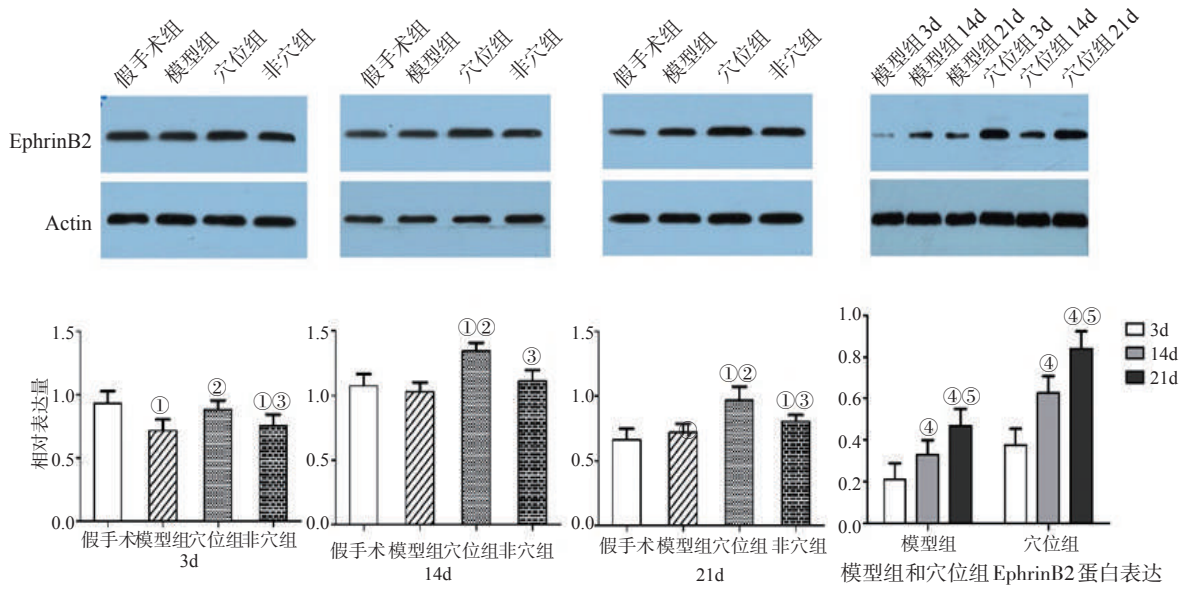 假手术组 模型组 穴位组 非穴组
假手术组 模型组 穴位组 非穴组
假手术组 模型组 穴位组 非穴组
模型组3d 模型组14d 模型组21d 穴位组3d 穴位组14d 穴位组21d
EphrinB2
Actin
相对表达量
1.5
1.0
0.5
0.0
① ② ①③
假手术 模型组 穴位组 非穴组
3d
1.5
1.0
0.5
0.0
①② ③
假手术 模型组 穴位组 非穴组
14d
1.5
1.0
0.5
0.0
① ①② ①③
假手术 模型组 穴位组 非穴组
21d
1.0
0.8
0.6
0.4
0.2
0.0
④ ④⑤ ④ ④⑤
3d
14d
21d
模型组 穴位组
模型组和穴位组EphrinB2蛋白表达